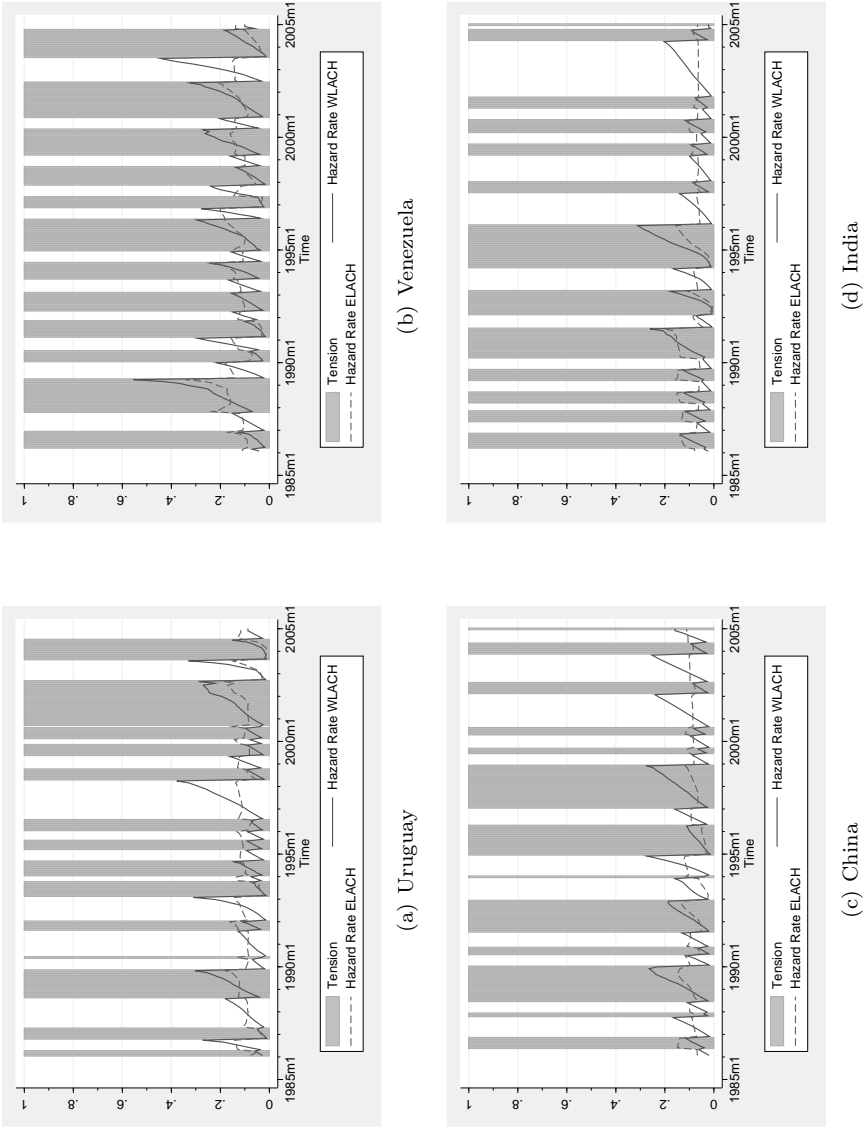 1
.8
.6
.4
.2
0
1985m1 1990m1 1995m1 2000m1 2005m1
Time
Tension Hazard Rate WLACH
Hazard Rate ELACH
(a) Uruguay
1
.8
.6
.4
.2
0
1985m1 1990m1 1995m1 2000m1 2005m1
Time
Tension Hazard Rate WLACH
Hazard Rate ELACH
(b) Venezuela
1
.8
.6
.4
.2
0
1985m1 1990m1 1995m1 2000m1 2005m1
Time
Tension Hazard Rate WLACH
Hazard Rate ELACH
(c) China
1
.8
.6
.4
.2
0
1985m1 1990m1 1995m1 2000m1 2005m1
Time
Tension Hazard Rate WLACH
Hazard Rate ELACH
(d) India